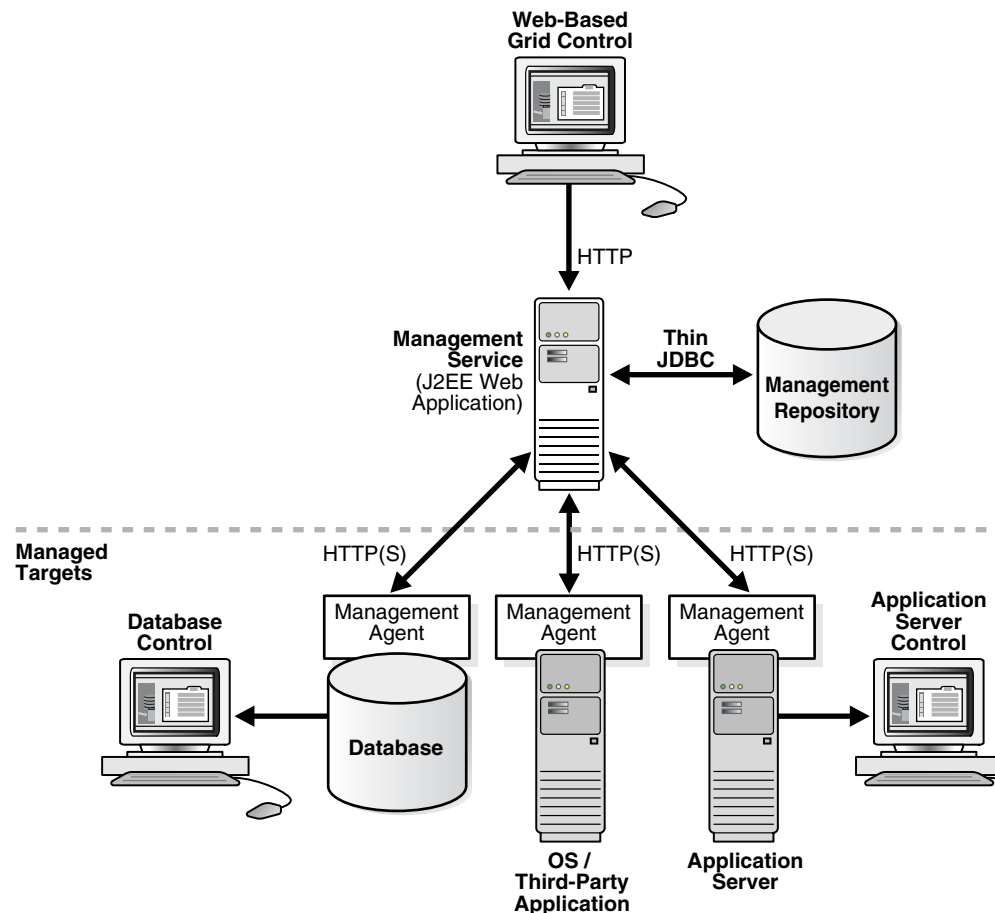 Web-Based
Grid Control
HTTP
Management
Service
(J2EE Web
Application)
Thin
JDBC
Management
Repository
Managed
Targets
HTTP(S)
HTTP(S)
HTTP(S)
Database
Control
Management
Agent
Management
Agent
Management
Agent
Application
Server
Control
Database
OS /
Third-Party
Application
Application
Server